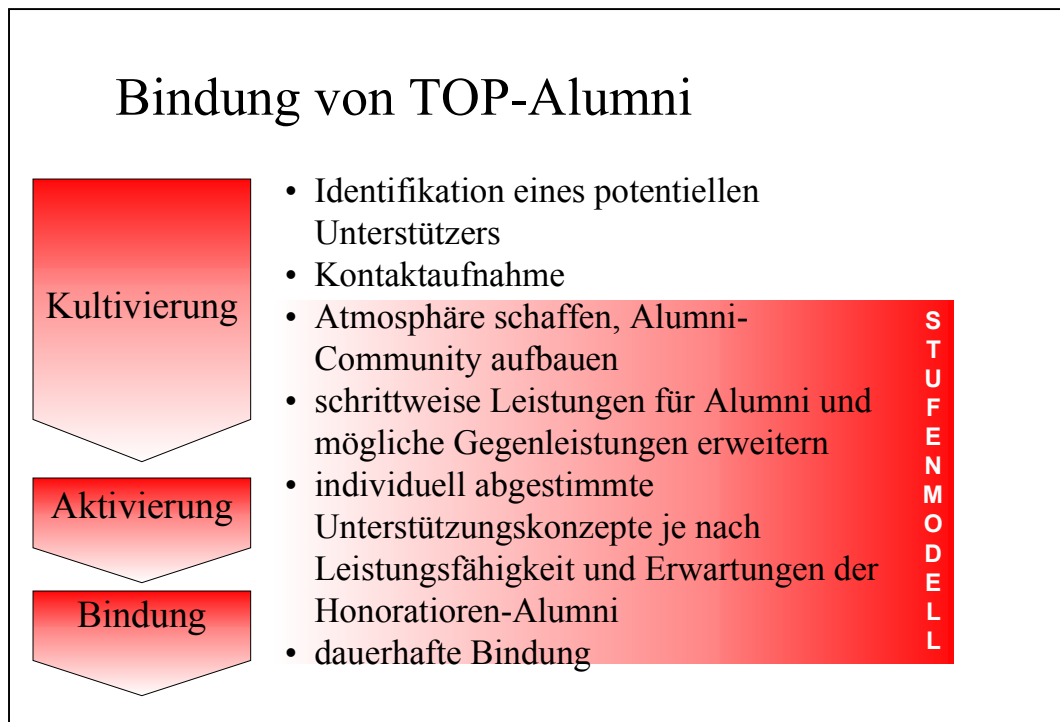 Bindung von TOP-Alumni
Kultivierung
Aktivierung
Bindung
• Identifikation eines potentiellen
Unterstützers
• Kontaktaufnahme
• Atmosphäre schaffen, Alumni-
Community aufbauen
• schrittweise Leistungen für Alumni und
mögliche Gegenleistungen erweitern
• individuell abgestimmte
Unterstützungskonzepte je nach
Leistungsfähigkeit und Erwartungen der
Honoratioren-Alumni
• dauerhafte Bindung
STUFENMODELL